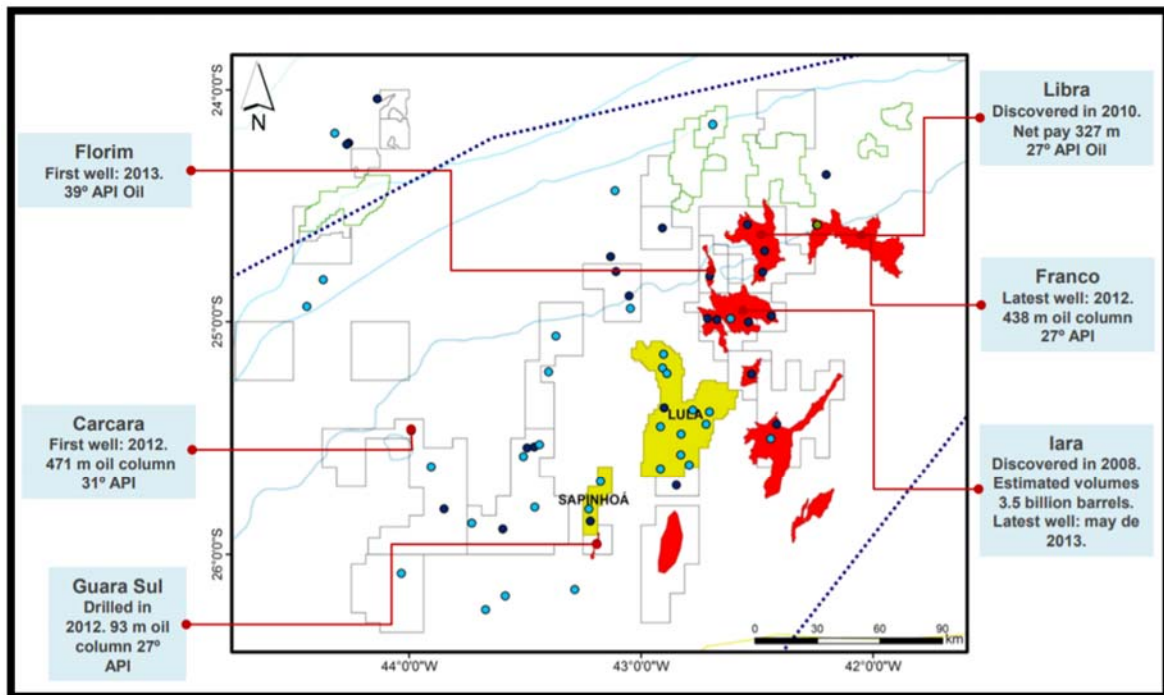 N
24°0'0"S
25°0'0"S
26°0'0"S
44°0'0"W
43°0'0"W
42°0'0"W
Florim
First well: 2013.
39º API Oil
Carcara
First well: 2012.
471 m oil column
31º API
Guara Sul
Drilled in
2012. 93 m oil
column 27º
API
LULA
SAPINHOÁ
0 30 60 90
km
Libra
Discovered in 2010.
Net pay 327 m
27º API Oil
Franco
Latest well: 2012.
438 m oil column
27º API
Iara
Discovered in 2008.
Estimated volumes
3.5 billion barrels.
Latest well: may de
2013.